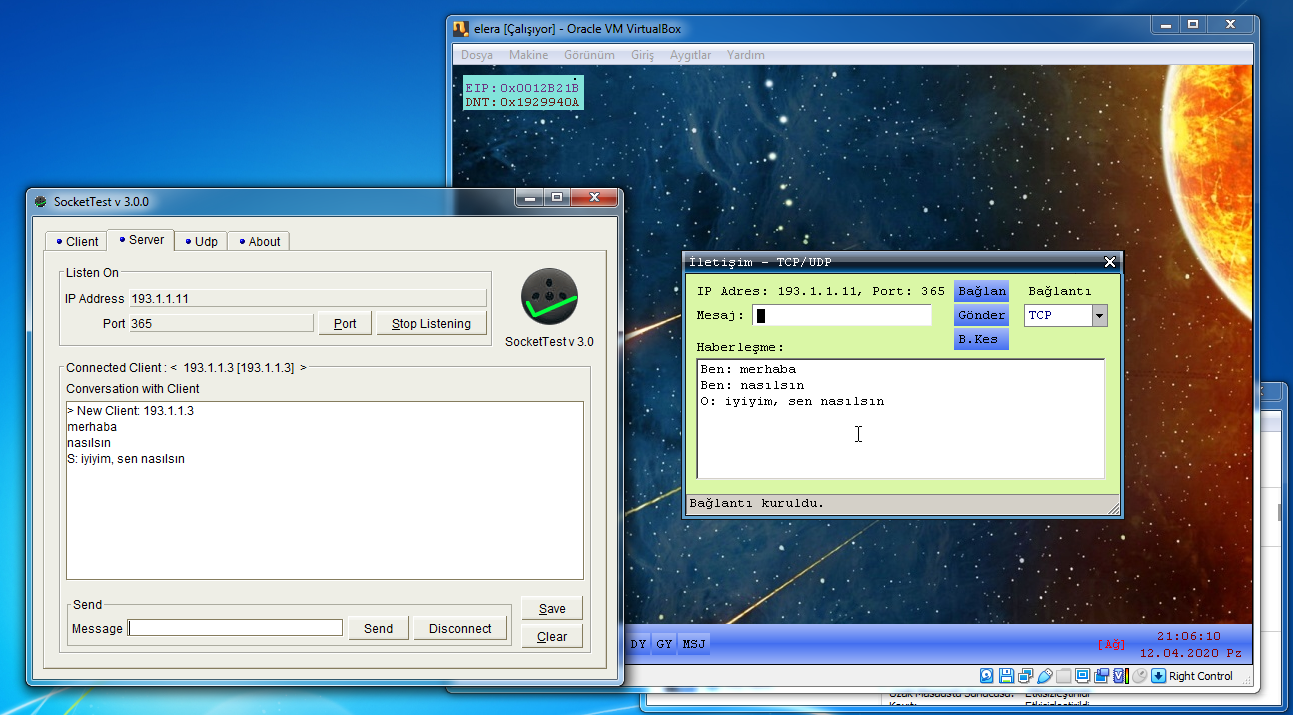 elera [Çalışıyor] - Oracle VM VirtualBox
Dosya Makine Görünüm Giriş Aygıtlar Yardım
EIP:0x0012B21B
DNT:0x1929940A
SocketTest v 3.0.0
Client Server Udp About
Listen On
IP Address 193.1.1.11
Port 365 Port Stop Listening
SocketTest v 3.0
Connected Client : < 193.1.1.3 [193.1.1.3] >
Conversation with Client
> New Client: 193.1.1.3
merhaba
nasılsın
S: iyiyim, sen nasılsın
Send
Message Send Disconnect
Save
Clear
İletişim - TCP/UDP
IP Adres: 193.1.1.11, Port: 365 Bağlan Bağlantı
Mesaj: Gönder TCP
B.Kes
Haberleşme:
Ben: merhaba
Ben: nasılsın
O: iyiyim, sen nasılsın
Bağlantı kuruldu.
DY GY MSJ [Ağ] 21:06:10
12.04.2020 Pz
Right Control
Uzak Masaüstü Sunucusu: Etkisizleştirildi